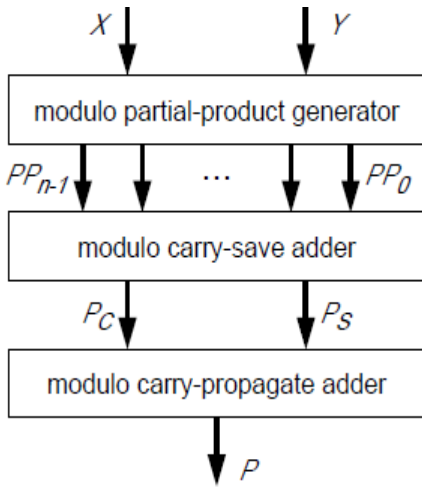 X Y
modulo partial-product generator
PPn-1 ... PP0
modulo carry-save adder
PC PS
modulo carry-propagate adder
P